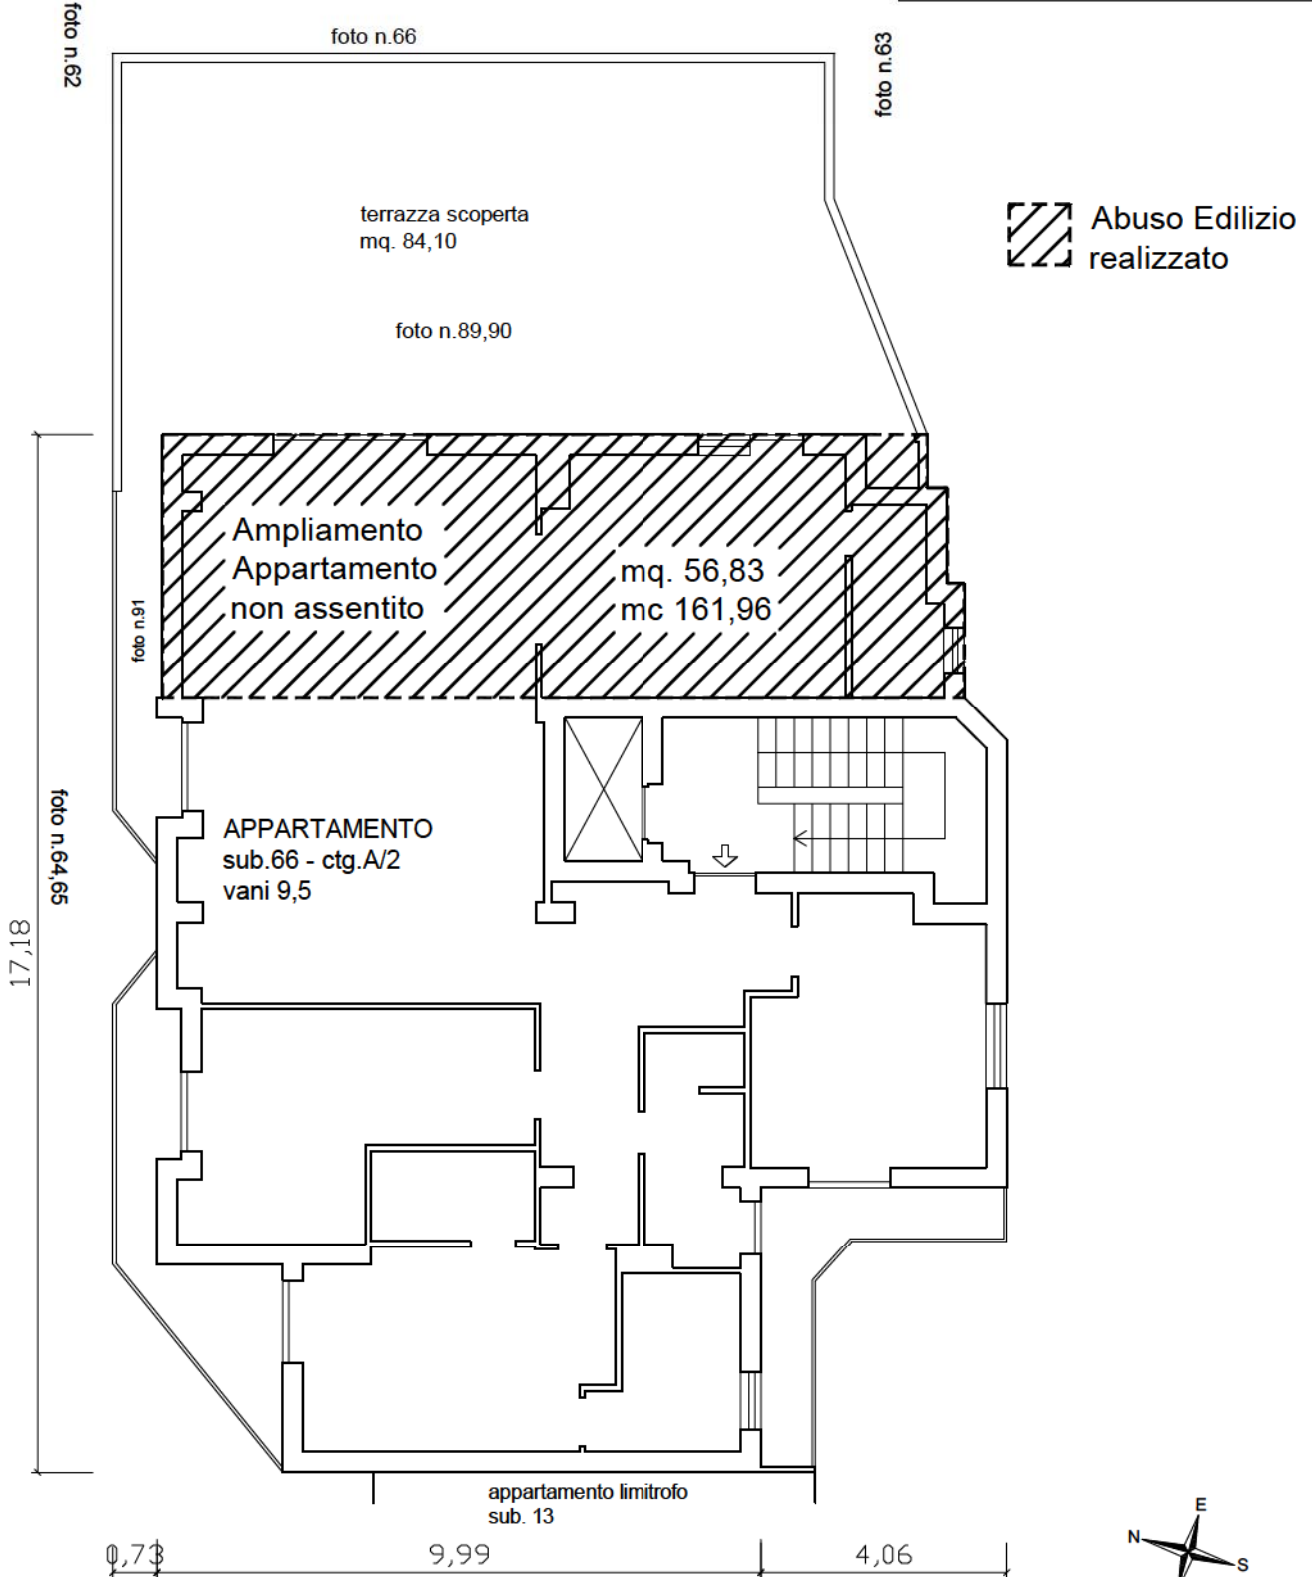 foto n.62
foto n.66
foto n.63
terrazza scoperta
mq. 84,10
Abuso Edilizio
realizzato
foto n.89,90
Ampliamento
Appartamento
non assentito
mq. 56,83
mc 161,96
foto n.91
foto n.64,65
APPARTAMENTO
sub.66 - ctg.A/2
vani 9,5
17,18
appartamento limitrofo
sub. 13
0,73
9,99
4,06
E
N
S